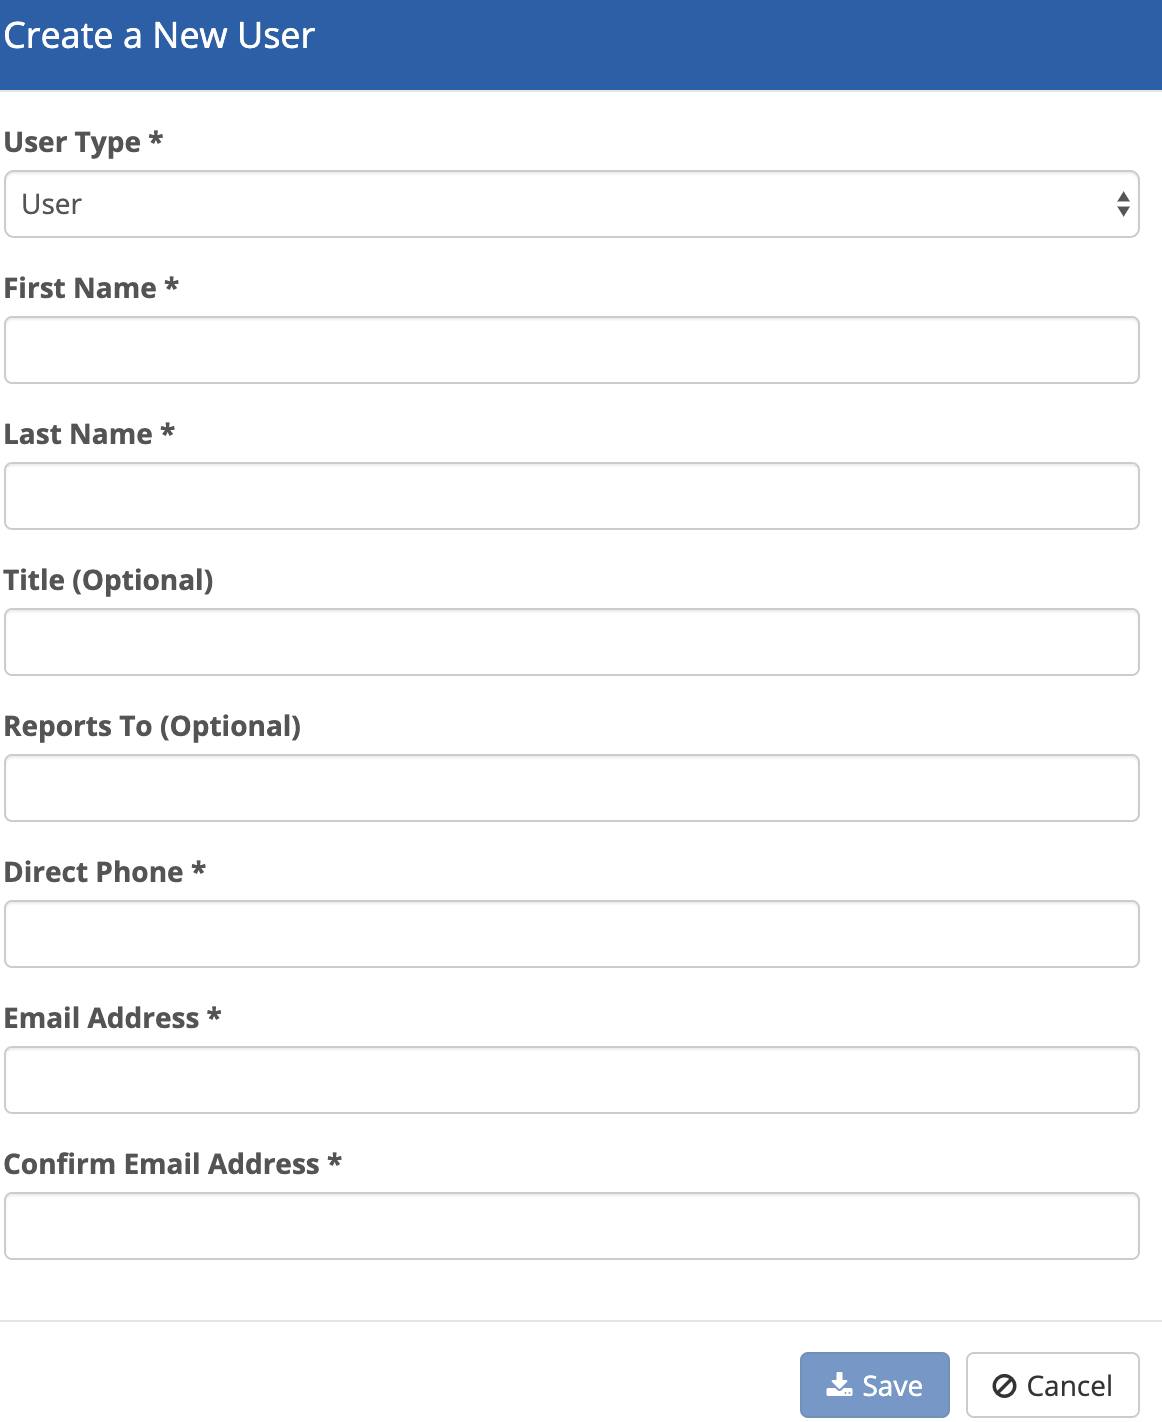 Create a New User
User Type *
User
First Name *
Last Name *
Title (Optional)
Reports To (Optional)
Direct Phone *
Email Address *
Confirm Email Address *
Save
Cancel